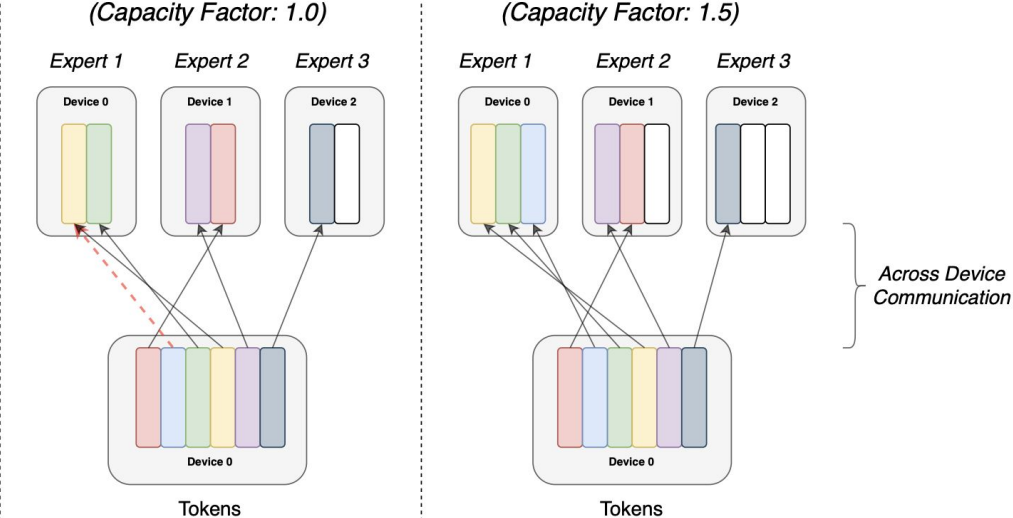 (Capacity Factor: 1.0)
Expert 1
Expert 2
Expert 3
Device 0
Device 1
Device 2
Device 0
Tokens
(Capacity Factor: 1.5)
Expert 1
Expert 2
Expert 3
Device 0
Device 1
Device 2
Across Device
Communication
Device 0
Tokens